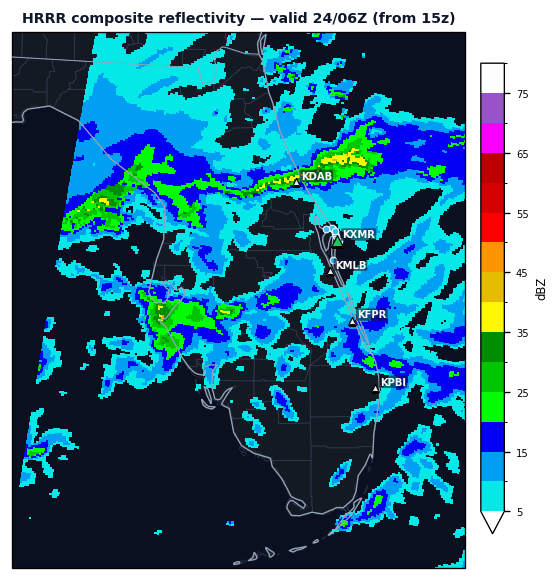 HRRR composite reflectivity — valid 24/06Z (from 15z)
KDAB
KXMR
KMLB
KFPR
KPBI
75
65
55
45
35
25
15
5
dBZ